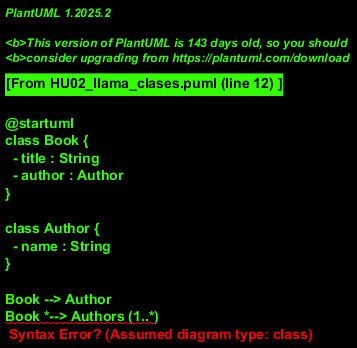 PlantUML 1.2025.2
<b>This version of PlantUML is 143 days old, so you should
<b>consider upgrading from https://plantuml.com/download
[From HU02_llama_clases.puml (line 12) ]
@startuml
class Book {
- title : String
- author : Author
}
class Author {
- name : String
}
Book --> Author
Book *--> Authors (1..*)
Syntax Error? (Assumed diagram type: class)